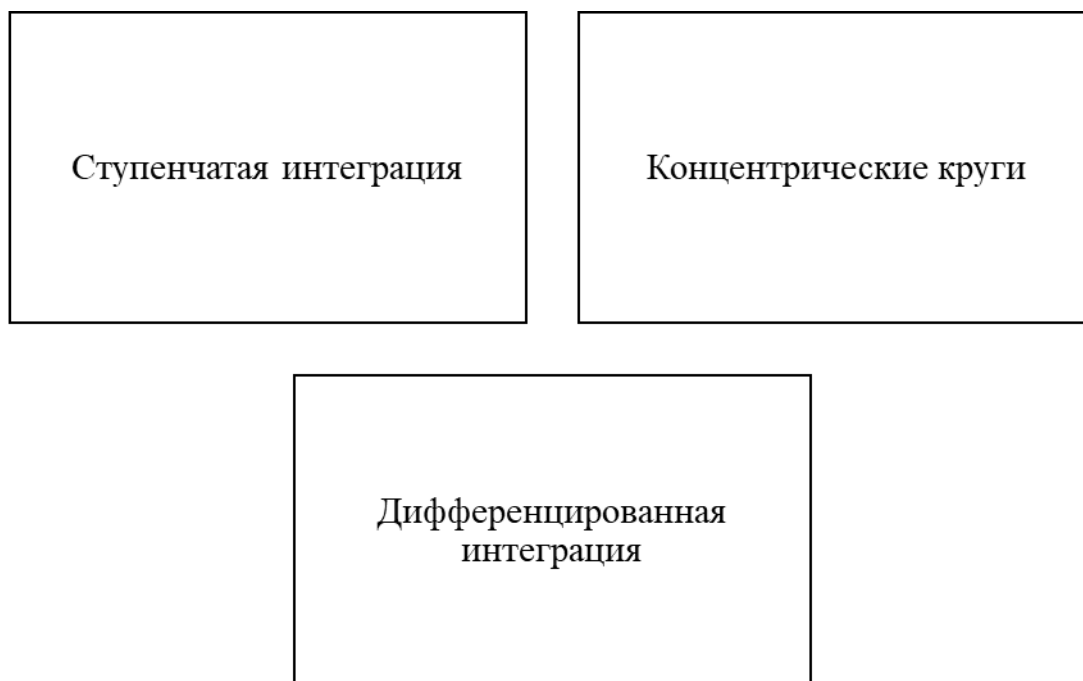 Ступенчатая интеграция
Концентрические круги
Дифференцированная
интеграция